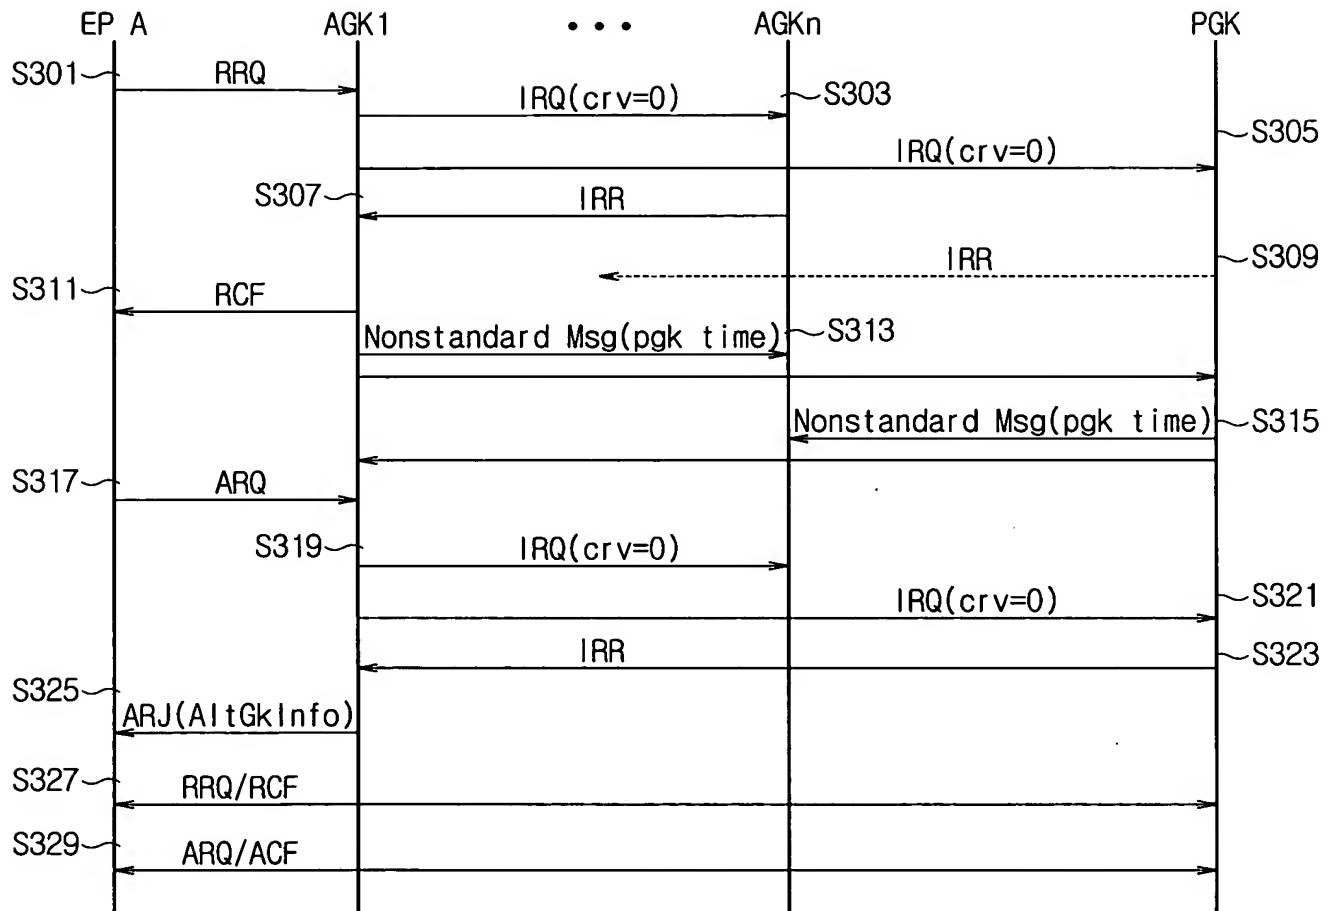 EP A AGK1 • • • AGKn PGK
S301 RRQ
IRQ(crv=0) S303
IRQ(crv=0) S305
S307 IRR
IRR S309
S311 RCF
Nonstandard Msg(pgk time) S313
Nonstandard Msg(pgk time) S315
S317 ARQ
S319 IRQ(crv=0)
IRQ(crv=0) S321
IRR S323
S325 ARJ(AltGkInfo)
S327 RRQ/RCF
S329 ARQ/ACF